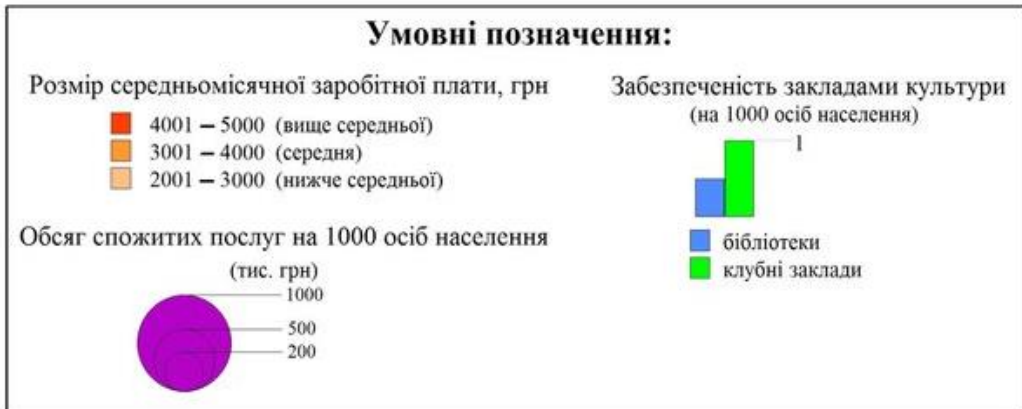 Умовні позначення:
Розмір середньомісячної заробітної плати, грн
4001 – 5000 (вище середньої)
3001 – 4000 (середня)
2001 – 3000 (нижче середньої)
Обсяг спожитих послуг на 1000 осіб населення
(тис. грн)
1000
500
200
Забезпеченість закладами культури
(на 1000 осіб населення)
1
бібліотеки
клубні заклади